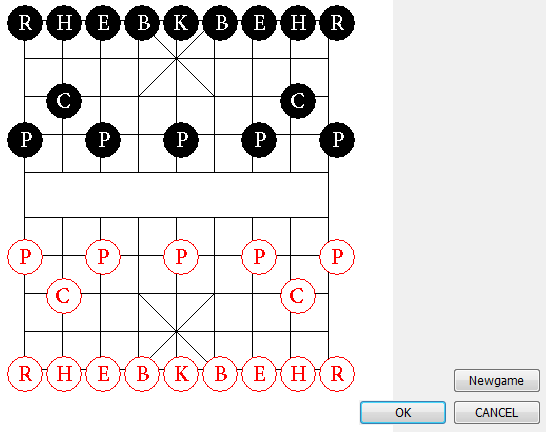 R H E B K B E H R
C C
P P P P P
P P P P P
C C
R H E B K B E H R
Newgame
OK CANCEL